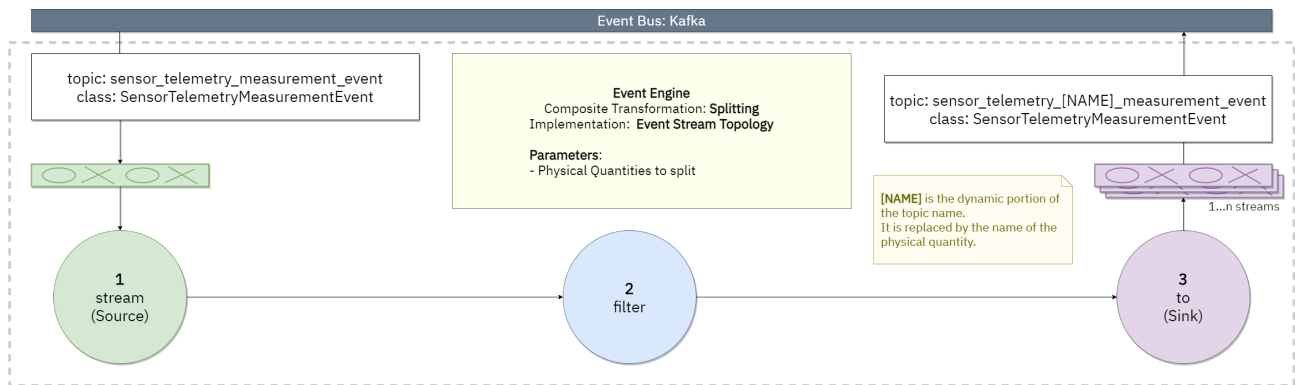 Event Bus: Kafka
topic: sensor_telemetry_measurement_event
class: SensorTelemetryMeasurementEvent
Event Engine
Composite Transformation: Splitting
Implementation: Event Stream Topology
Parameters:
- Physical Quantities to split
topic: sensor_telemetry_[NAME]_measurement_event
class: SensorTelemetryMeasurementEvent
[NAME] is the dynamic portion of
the topic name.
It is replaced by the name of the
physical quantity.
1...n streams
1
stream
(Source)
2
filter
3
to
(Sink)